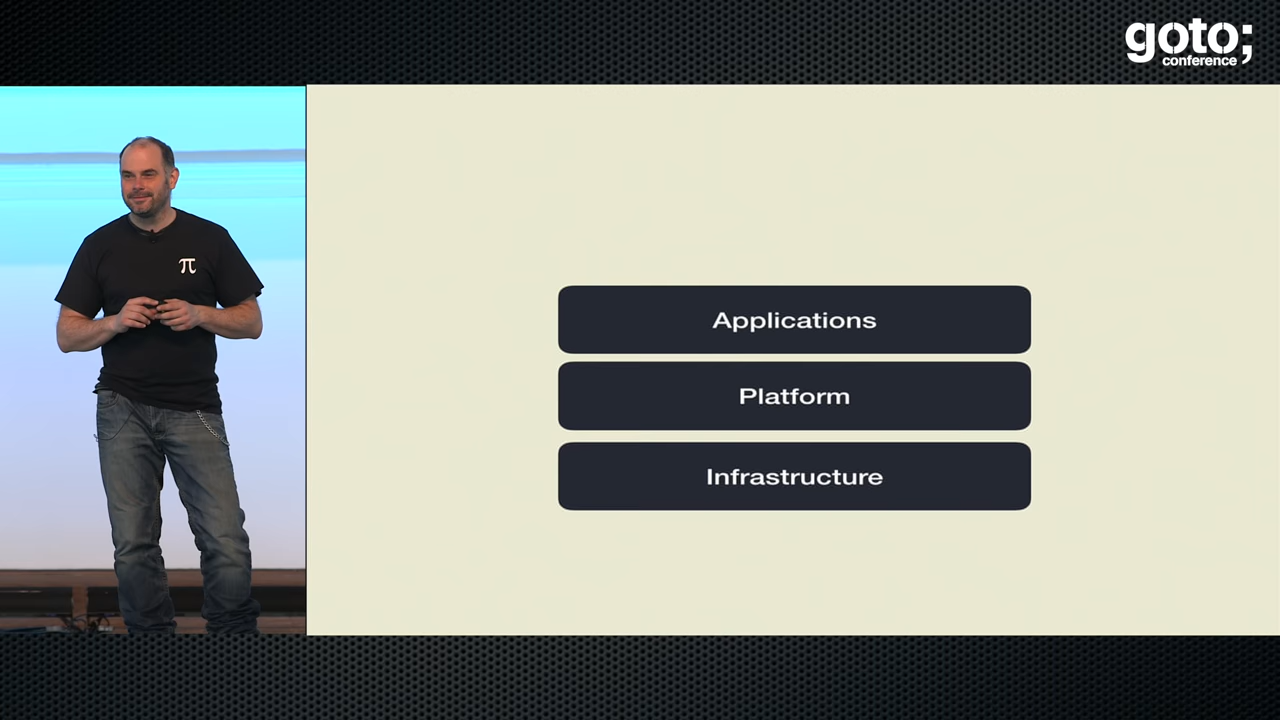 goto;
conference
π
Applications
Platform
Infrastructure